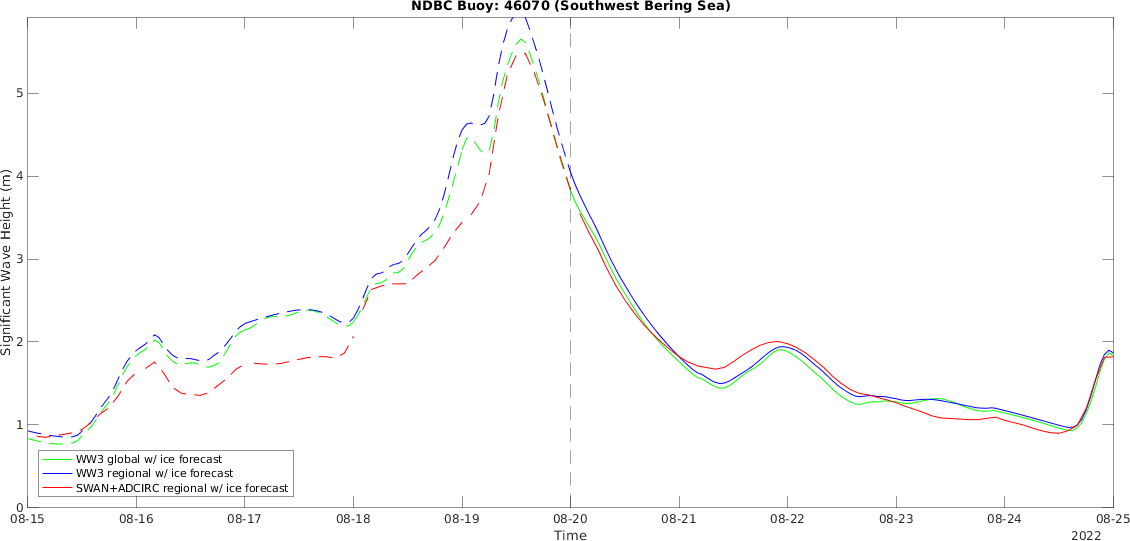 NDBC Buoy: 46070 (Southwest Bering Sea)
Significant Wave Height (m)
5
4
3
2
1
0
WW3 global w/ ice forecast
WW3 regional w/ ice forecast
SWAN+ADCIRC regional w/ ice forecast
08-15 08-16 08-17 08-18 08-19 08-20 08-21 08-22 08-23 08-24 08-25
Time
2022